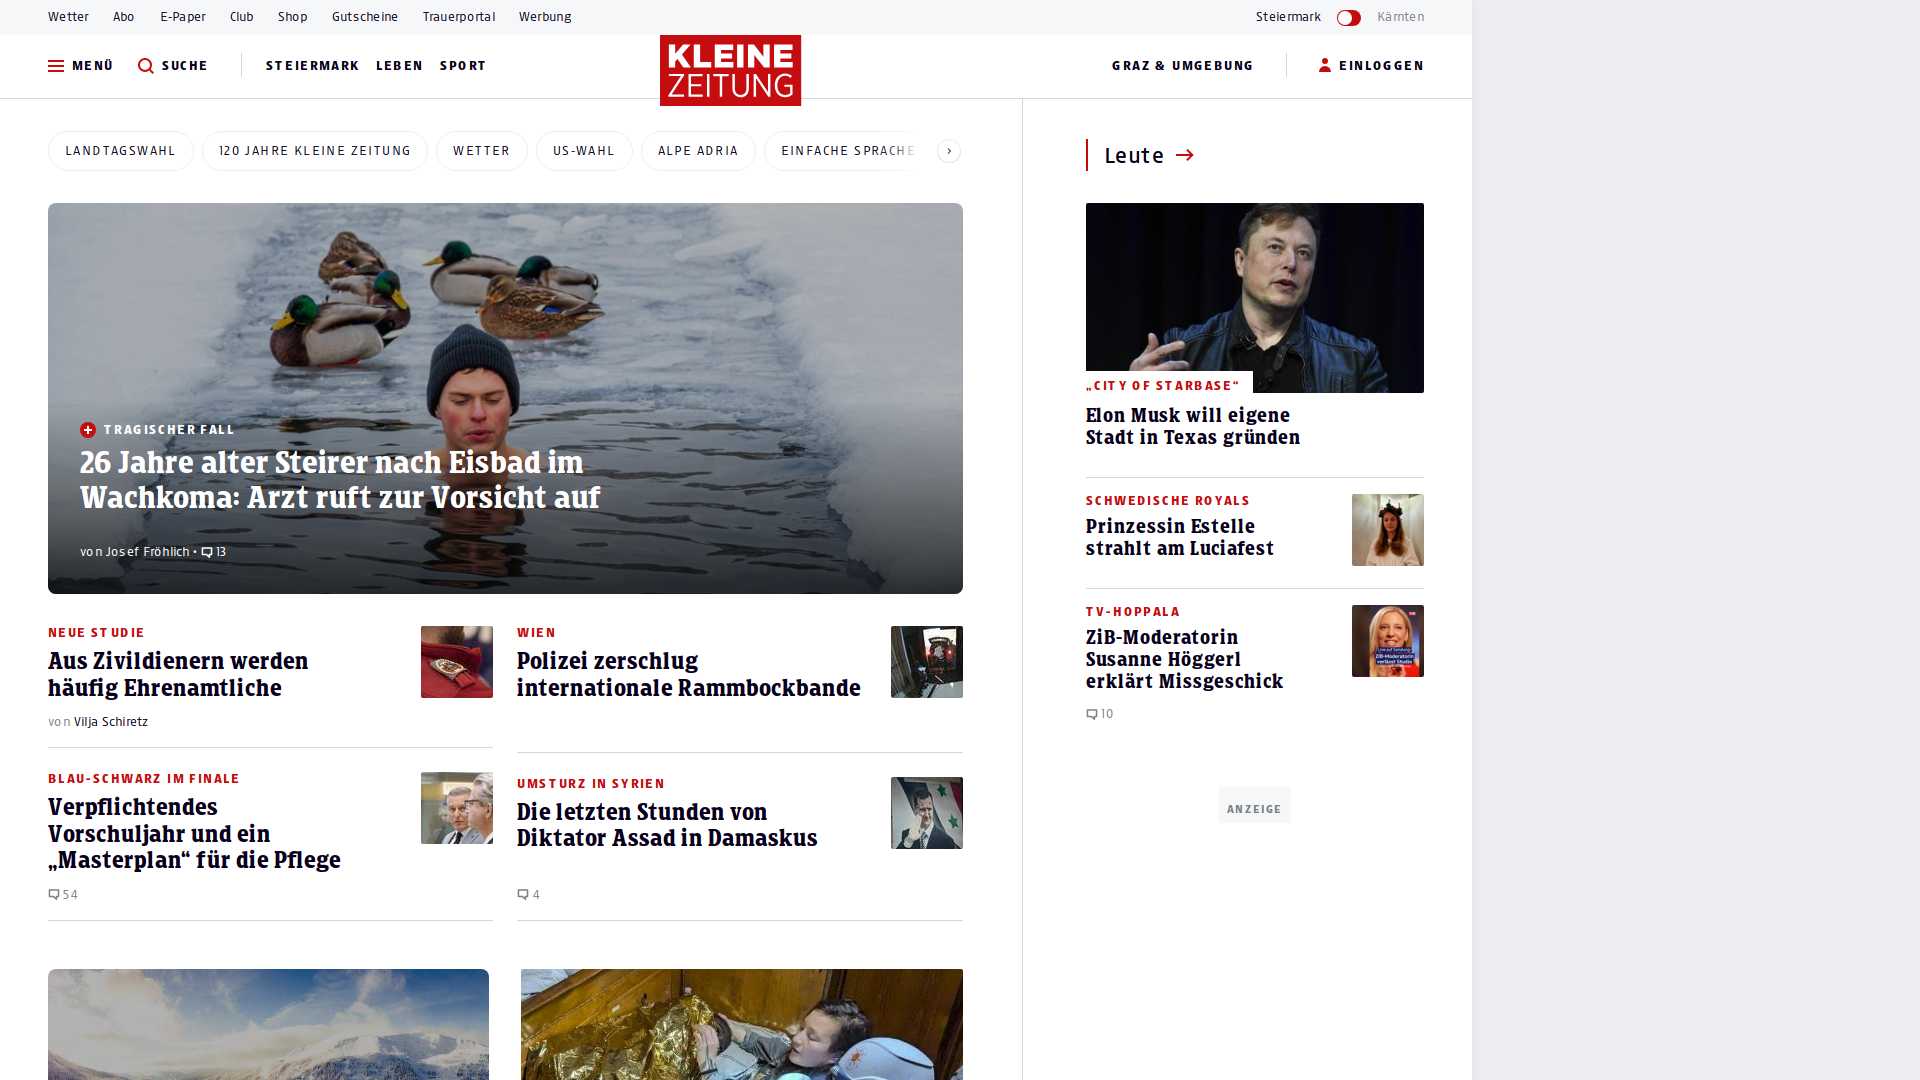 Wetter Abo E-Paper Club Shop Gutscheine Trauerportal Werbung
Steiermark Kärnten
MENÜ SUCHE STEIERMARK LEBEN SPORT
KLEINE
ZEITUNG
GRAZ & UMGEBUNG EINLOGGEN
LANDTAGSWAHL 120 JAHRE KLEINE ZEITUNG WETTER US-WAHL ALPE ADRIA EINFACHE SPRACHE
TRAGISCHER FALL
26 Jahre alter Steirer nach Eisbad im
Wachkoma: Arzt ruft zur Vorsicht auf
von Josef Fröhlich • 13
NEUE STUDIE
Aus Zivildienern werden
häufig Ehrenamtliche
von Vilja Schiretz
WIEN
Polizei zerschlug
internationale Rammbockbande
BLAU-SCHWARZ IM FINALE
Verpflichtendes
Vorschuljahr und ein
„Masterplan“ für die Pflege
54
UMSTURZ IN SYRIEN
Die letzten Stunden von
Diktator Assad in Damaskus
4
Leute
„CITY OF STARBASE“
Elon Musk will eigene
Stadt in Texas gründen
SCHWEDISCHE ROYALS
Prinzessin Estelle
strahlt am Luciafest
TV-HOPPALA
ZiB-Moderatorin
Susanne Höggerl
erklärt Missgeschick
10
ZiB-Moderatorin
verlässt Studio
ANZEIGE